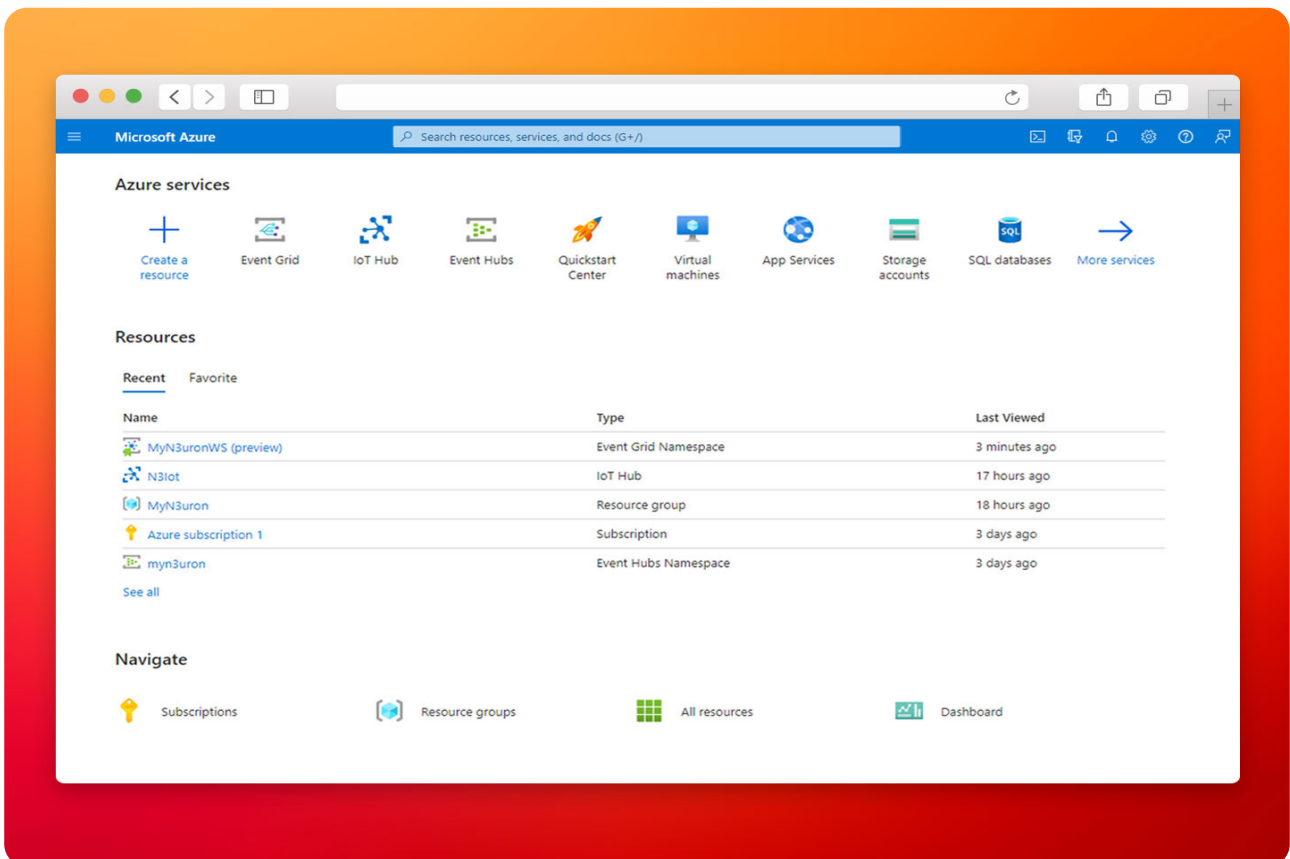 Microsoft Azure
Search resources, services, and docs (G+/)
Azure services
Create a resource
Event Grid
IoT Hub
Event Hubs
Quickstart Center
Virtual machines
App Services
Storage accounts
SQL
SQL databases
More services
Resources
Recent Favorite
Name Type Last Viewed
MyN3uronWS (preview) Event Grid Namespace 3 minutes ago
N3Iot IoT Hub 17 hours ago
MyN3uron Resource group 18 hours ago
Azure subscription 1 Subscription 3 days ago
myn3uron Event Hubs Namespace 3 days ago
See all
Navigate
Subscriptions Resource groups All resources Dashboard